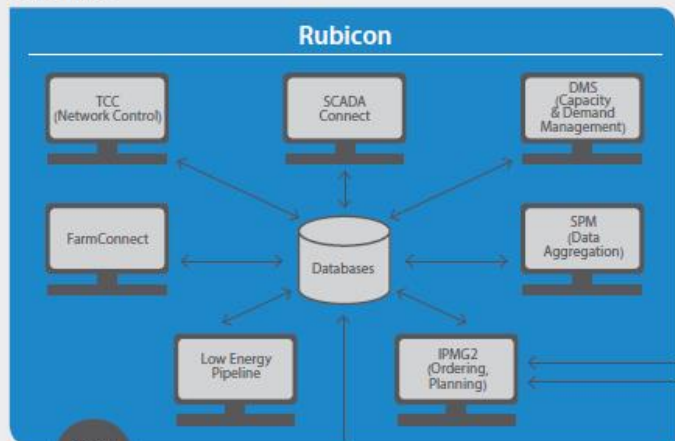 Rubicon
TCC
(Network Control)
SCADA
Connect
DMS
(Capacity
& Demand
Management)
FarmConnect
Databases
SPM
(Data
Aggregation)
Low Energy
Pipeline
IPMG2
(Ordering,
Planning)